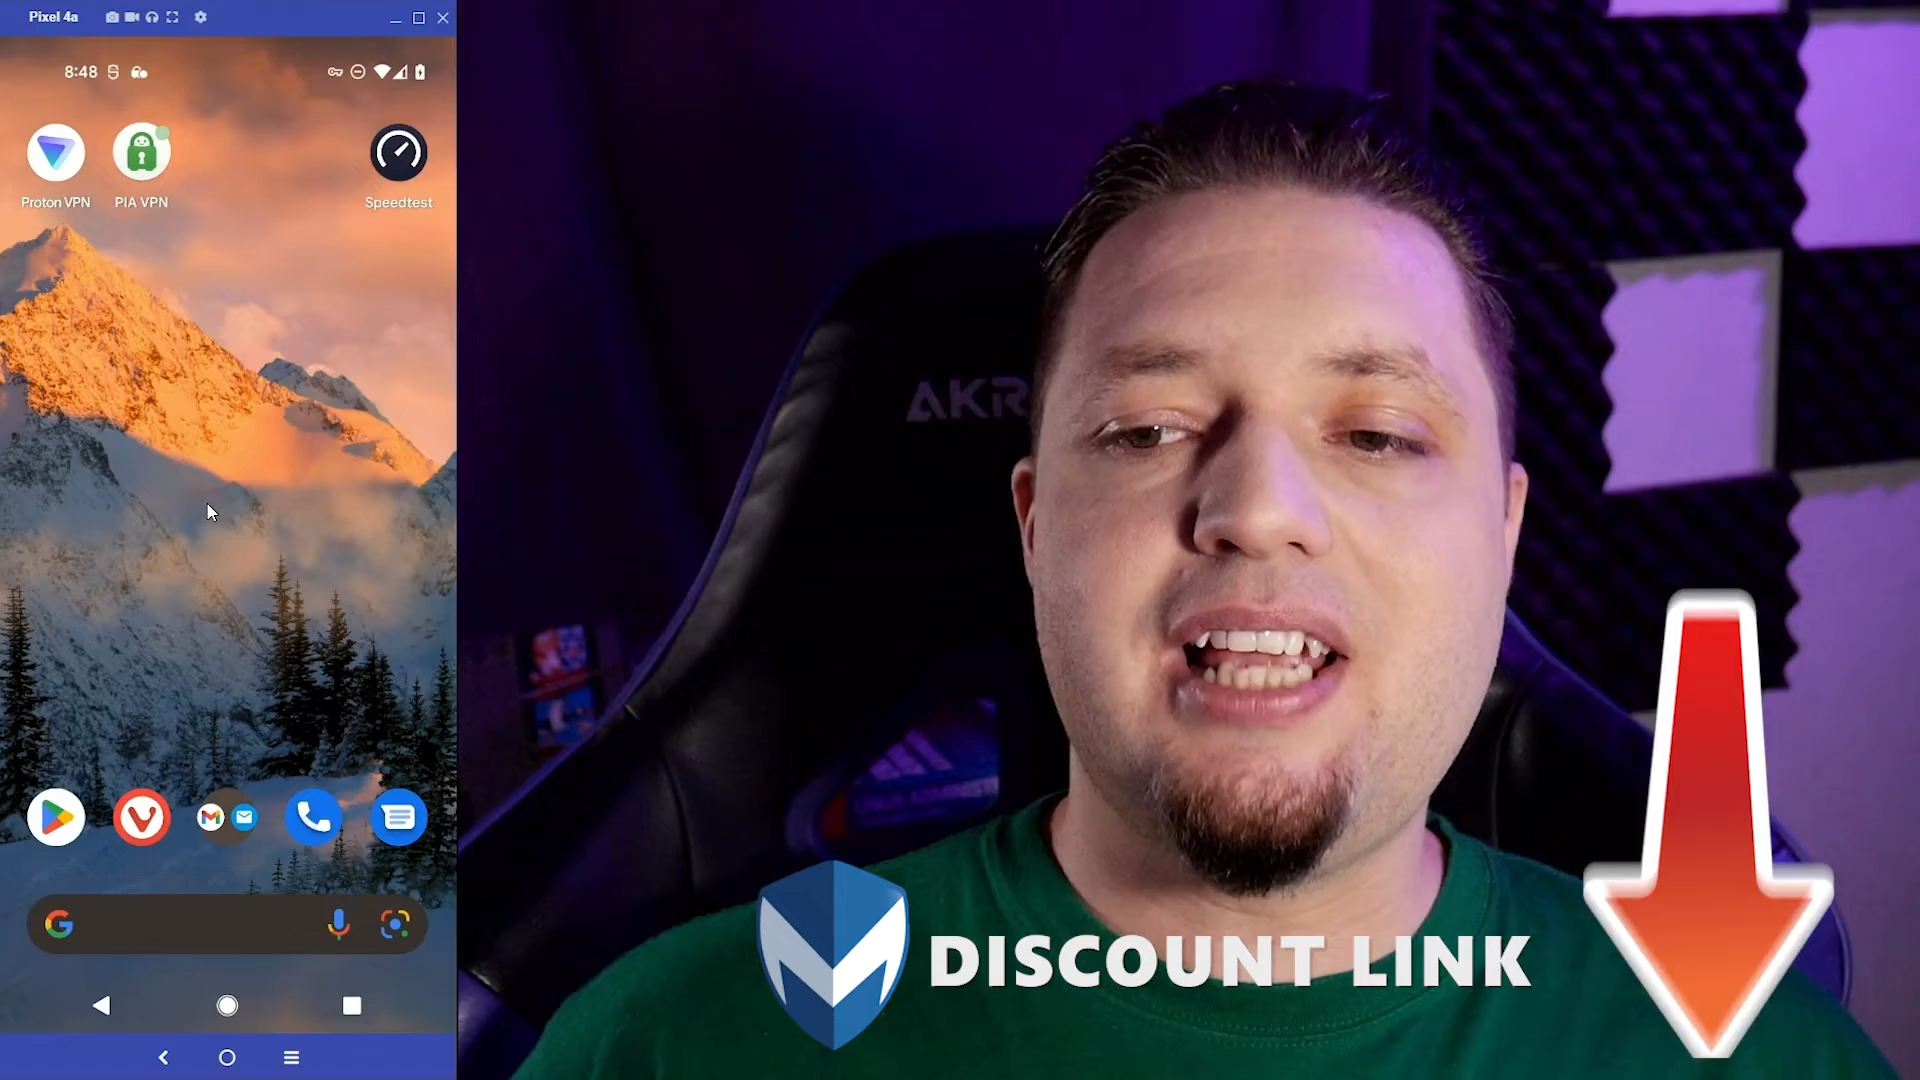 Pixel 4a
8:48
Proton VPN
PIA VPN
Speedtest
AKR
DISCOUNT LINK